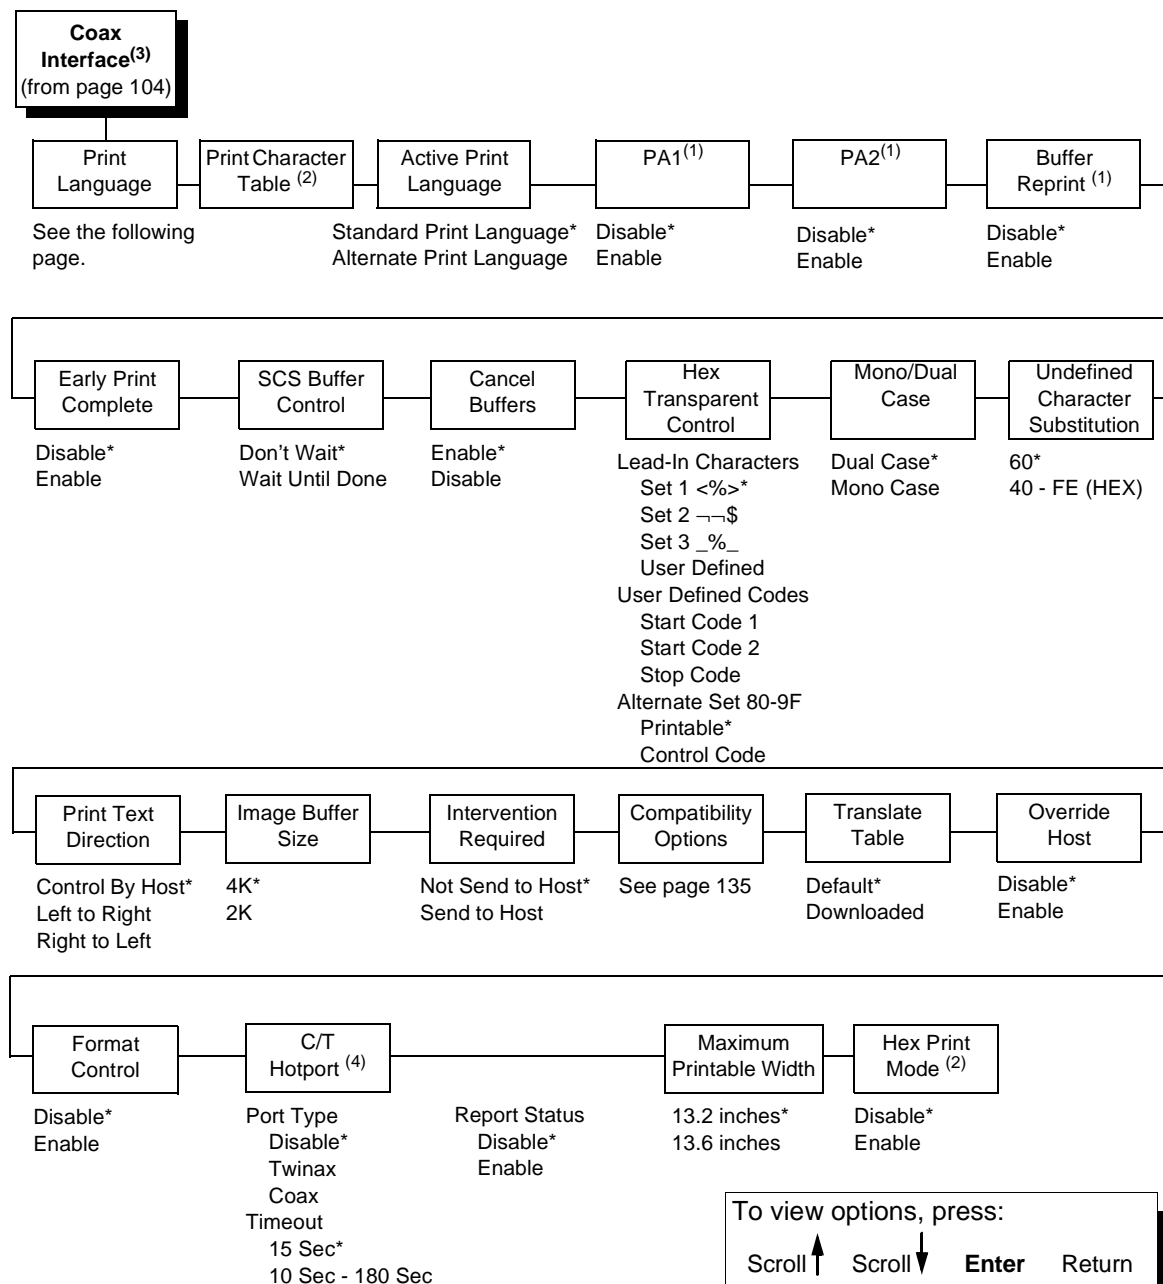 Coax
Interface(3)
(from page 104)
Print
Language
See the following
page.
Print Character
Table (2)
Active Print
Language
Standard Print Language*
Alternate Print Language
PA1(1)
Disable*
Enable
PA2(1)
Disable*
Enable
Buffer
Reprint (1)
Disable*
Enable
Early Print
Complete
Disable*
Enable
SCS Buffer
Control
Don't Wait*
Wait Until Done
Cancel
Buffers
Enable*
Disable
Hex
Transparent
Control
Lead-In Characters
Set 1 <%>*
Set 2 ¬¬$
Set 3 _%_
User Defined
User Defined Codes
Start Code 1
Start Code 2
Stop Code
Alternate Set 80-9F
Printable*
Control Code
Mono/Dual
Case
Dual Case*
Mono Case
Undefined
Character
Substitution
60*
40 - FE (HEX)
Print Text
Direction
Control By Host*
Left to Right
Right to Left
Image Buffer
Size
4K*
2K
Intervention
Required
Not Send to Host*
Send to Host
Compatibility
Options
See page 135
Translate
Table
Default*
Downloaded
Override
Host
Disable*
Enable
Format
Control
Disable*
Enable
C/T
Hotport (4)
Port Type
Disable*
Twinax
Coax
Timeout
15 Sec*
10 Sec - 180 Sec
Report Status
Disable*
Enable
Maximum
Printable Width
13.2 inches*
13.6 inches
Hex Print
Mode (2)
Disable*
Enable
To view options, press:
Scroll Scroll Enter Return